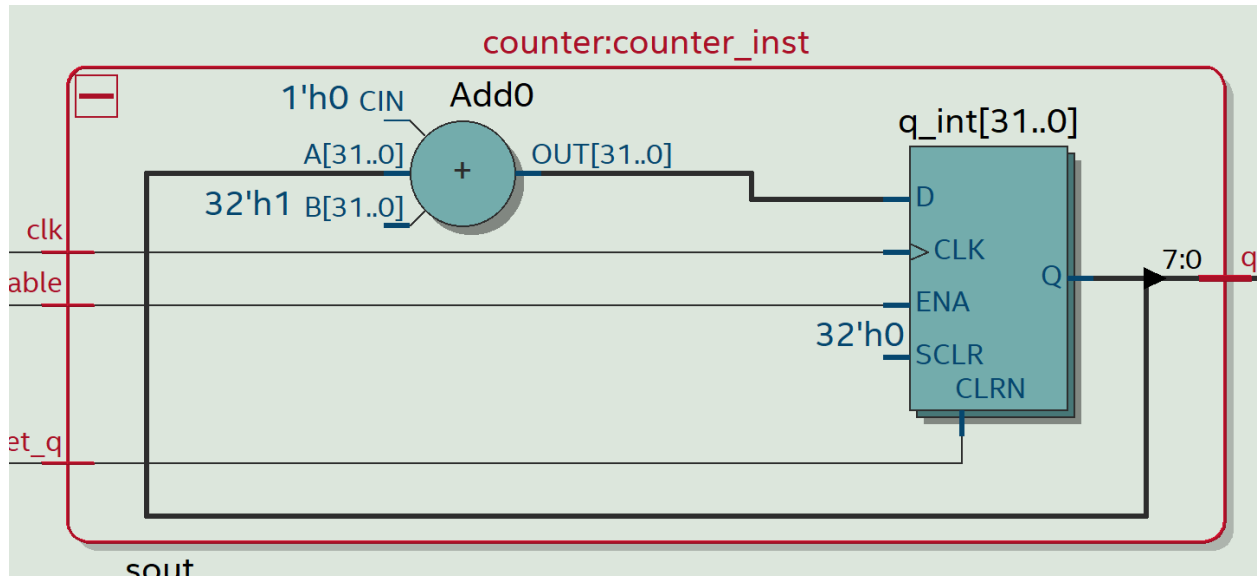 counter:counter_inst
1'h0 CIN
Add0
A[31..0]
+
OUT[31..0]
32'h1 B[31..0]
q_int[31..0]
D
clk
CLK
7:0
q
able
Q
ENA
32'h0
SCLR
CLRN
et_q
sout